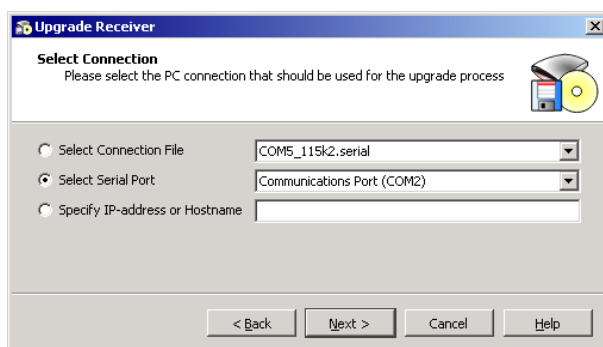 Upgrade Receiver
Select Connection
Please select the PC connection that should be used for the upgrade process
Select Connection File
COM5_115k2.serial
Select Serial Port
Communications Port (COM2)
Specify IP-address or Hostname
< Back
Next >
Cancel
Help